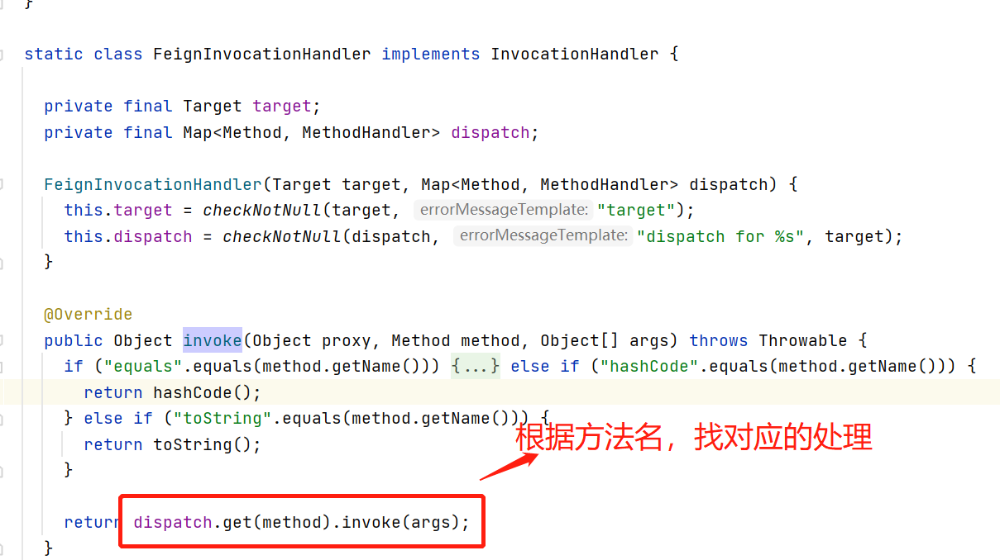 }
static class FeignInvocationHandler implements InvocationHandler {
private final Target target;
private final Map<Method, MethodHandler> dispatch;
FeignInvocationHandler(Target target, Map<Method, MethodHandler> dispatch) {
this.target = checkNotNull(target, errorMessageTemplate: "target");
this.dispatch = checkNotNull(dispatch, errorMessageTemplate: "dispatch for %s", target);
}
@Override
public Object invoke(Object proxy, Method method, Object[] args) throws Throwable {
if ("equals".equals(method.getName())) {...} else if ("hashCode".equals(method.getName())) {
return hashCode();
} else if ("toString".equals(method.getName())) {
根据方法名，找对应的处理
return toString();
}
return dispatch.get(method).invoke(args);
}